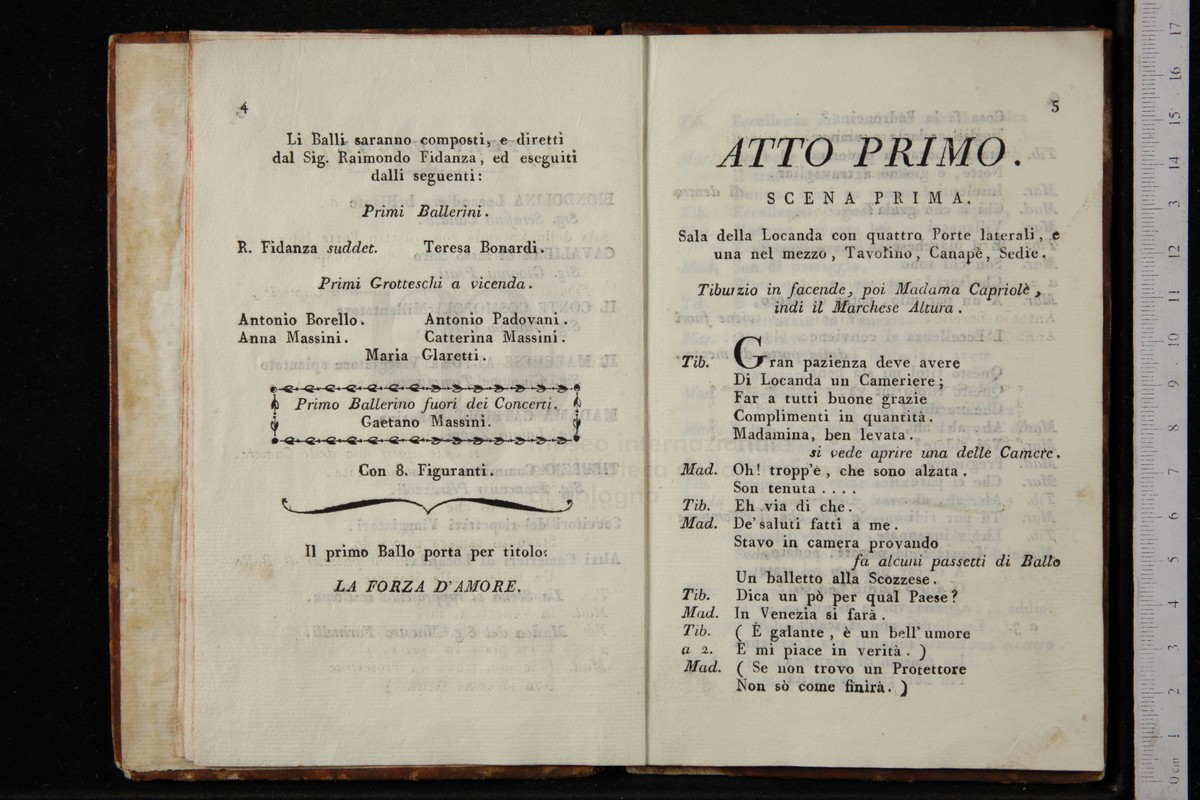 4
Li Balli saranno composti, e diretti
dal Sig. Raimondo Fidanza, ed eseguiti
dalli seguenti:
Primi Ballerini.
R. Fidanza suddet. Teresa Bonardi.
Primi Grotteschi a vicenda.
Antonio Borello. Antonio Padovani.
Anna Massini. Catterina Massini.
Maria Glaretti.
Primo Ballerino fuori dei Concerti.
Gaetano Massini.
Con 8. Figuranti.
Il primo Ballo porta per titolo:
LA FORZA D'AMORE.
5
ATTO PRIMO.
SCENA PRIMA.
Sala della Locanda con quattro Porte laterali, e
una nel mezzo, Tavolino, Canapè, Sedie.
Tiburzio in facende, poi Madama Capriolè,
indi il Marchese Altura.
Tib. Gran pazienza deve avere
Di Locanda un Cameriere;
Far a tutti buone grazie
Complimenti in quantità.
Madamina, ben levata.
si vede aprire una delle Camere.
Mad. Oh! tropp'è, che sono alzata.
Son tenuta ....
Tib. Eh via di che.
Mad. De' saluti fatti a me.
Stavo in camera provando
fa alcuni passetti di Ballo
Un balletto alla Scozzese.
Tib. Dica un pò per qual Paese?
Mad. In Venezia si farà.
Tib. ( È galante, è un bell' umore
a 2. E mi piace in verità. )
Mad. ( Se non trovo un Protettore
Non sò come finirà. )